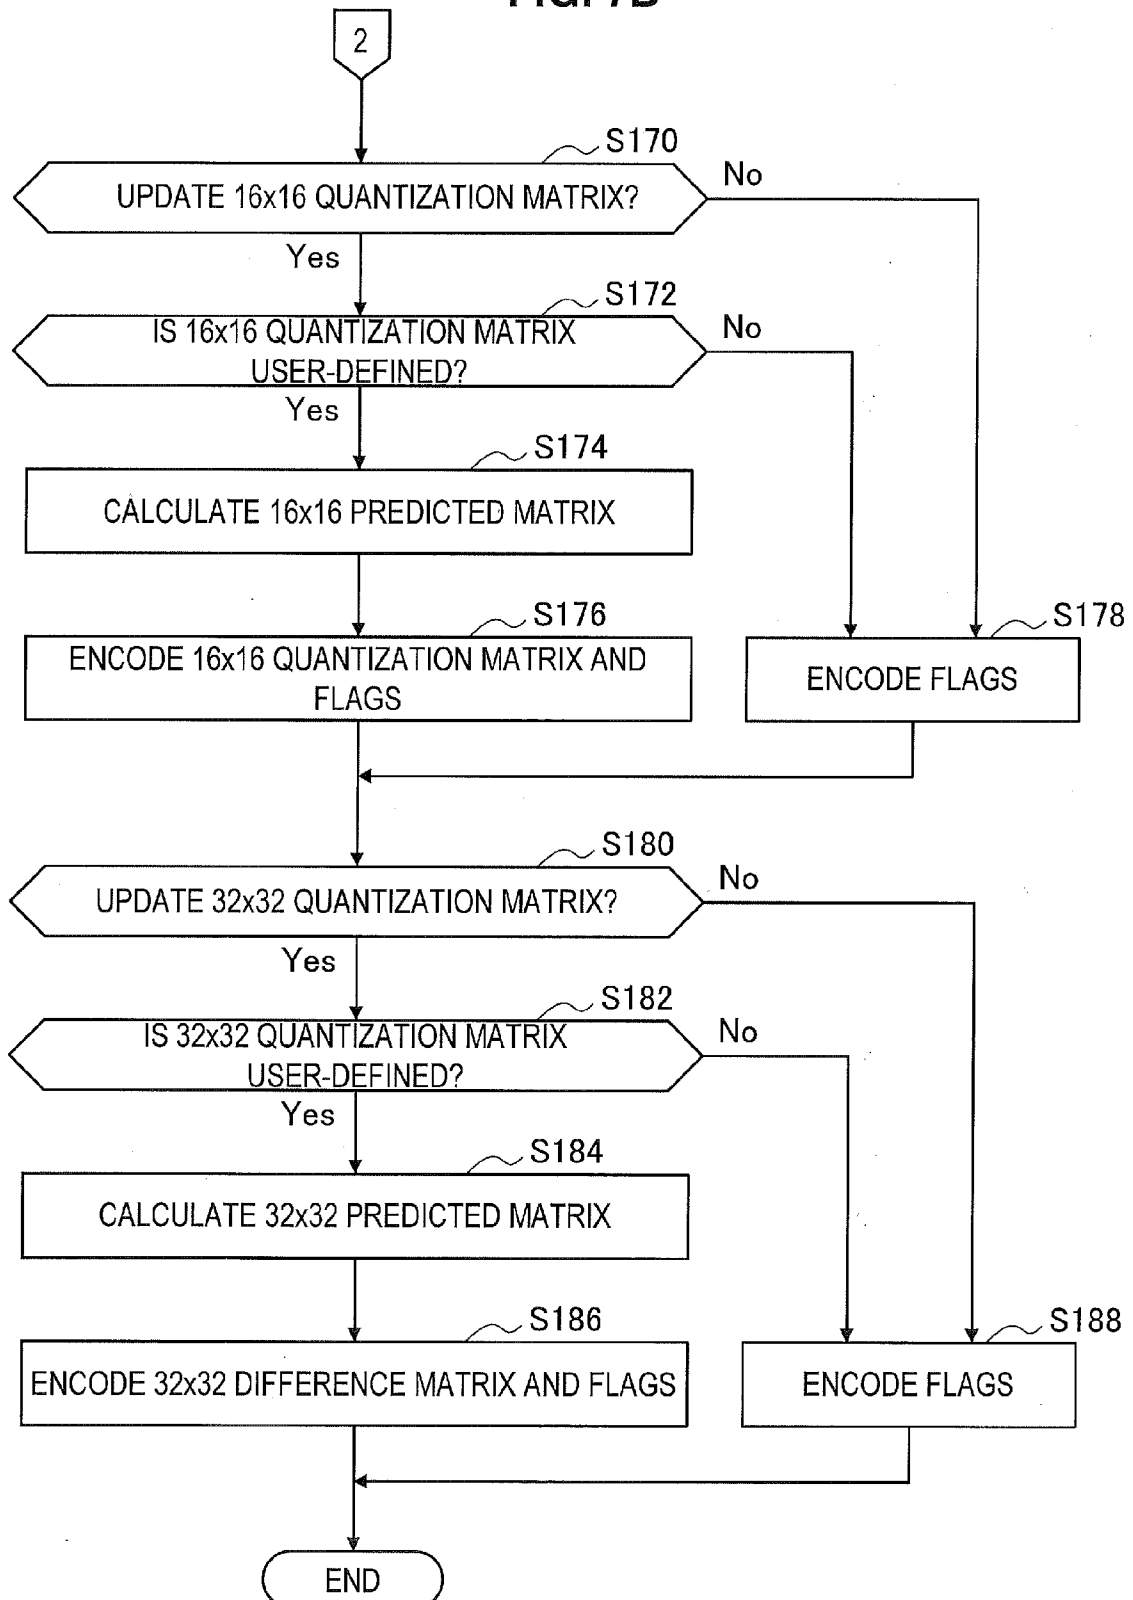 2
S170
UPDATE 16x16 QUANTIZATION MATRIX?
No
Yes
S172
IS 16x16 QUANTIZATION MATRIX
USER-DEFINED?
No
Yes
S174
CALCULATE 16x16 PREDICTED MATRIX
S176
ENCODE 16x16 QUANTIZATION MATRIX AND
FLAGS
S178
ENCODE FLAGS
S180
UPDATE 32x32 QUANTIZATION MATRIX?
No
Yes
S182
IS 32x32 QUANTIZATION MATRIX
USER-DEFINED?
No
Yes
S184
CALCULATE 32x32 PREDICTED MATRIX
S186
ENCODE 32x32 DIFFERENCE MATRIX AND FLAGS
S188
ENCODE FLAGS
END